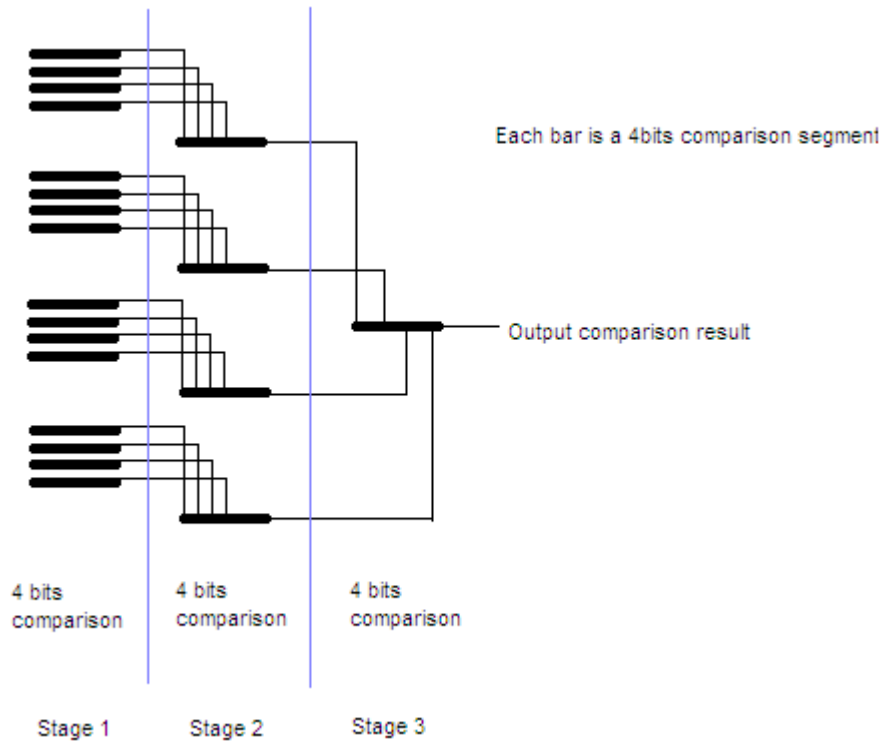 Each bar is a 4bits comparison segment
Output comparison result
4 bits
comparison
4 bits
comparison
4 bits
comparison
Stage 1
Stage 2
Stage 3